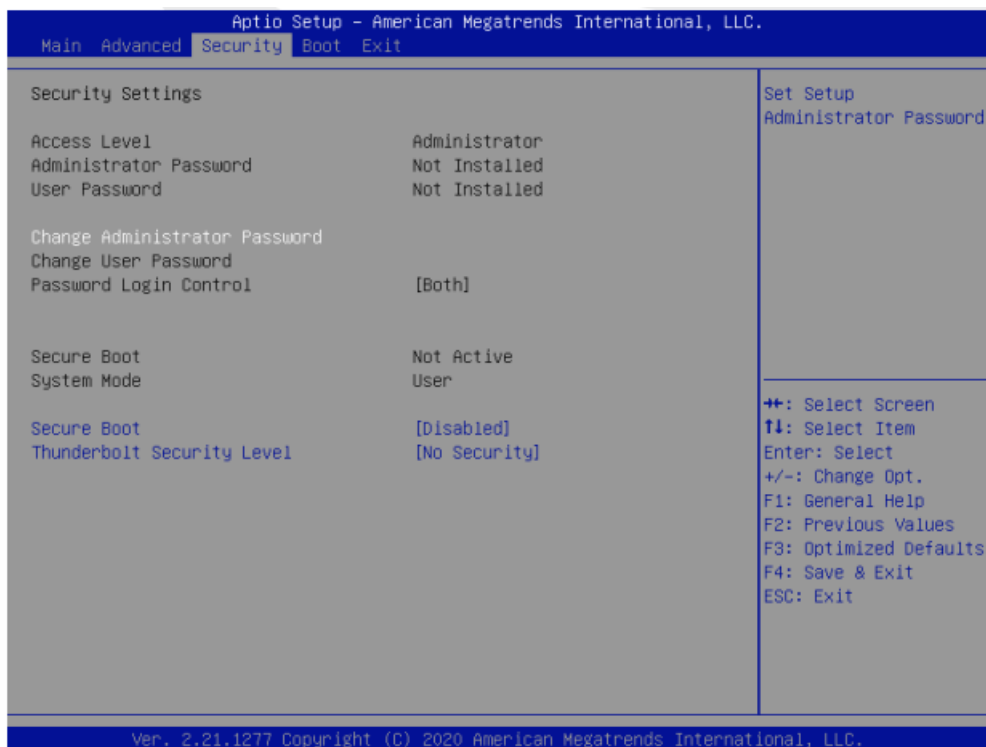 Aptio Setup – American Megatrends International, LLC.
Main Advanced Security Boot Exit
Security Settings
Access Level Administrator
Administrator Password Not Installed
User Password Not Installed
Change Administrator Password
Change User Password
Password Login Control [Both]
Secure Boot Not Active
System Mode User
Secure Boot [Disabled]
Thunderbolt Security Level [No Security]
Set Setup
Administrator Password
→←: Select Screen
↑↓: Select Item
Enter: Select
+/-: Change Opt.
F1: General Help
F2: Previous Values
F3: Optimized Defaults
F4: Save & Exit
ESC: Exit
Ver. 2.21.1277 Copyright (C) 2020 American Megatrends International, LLC.